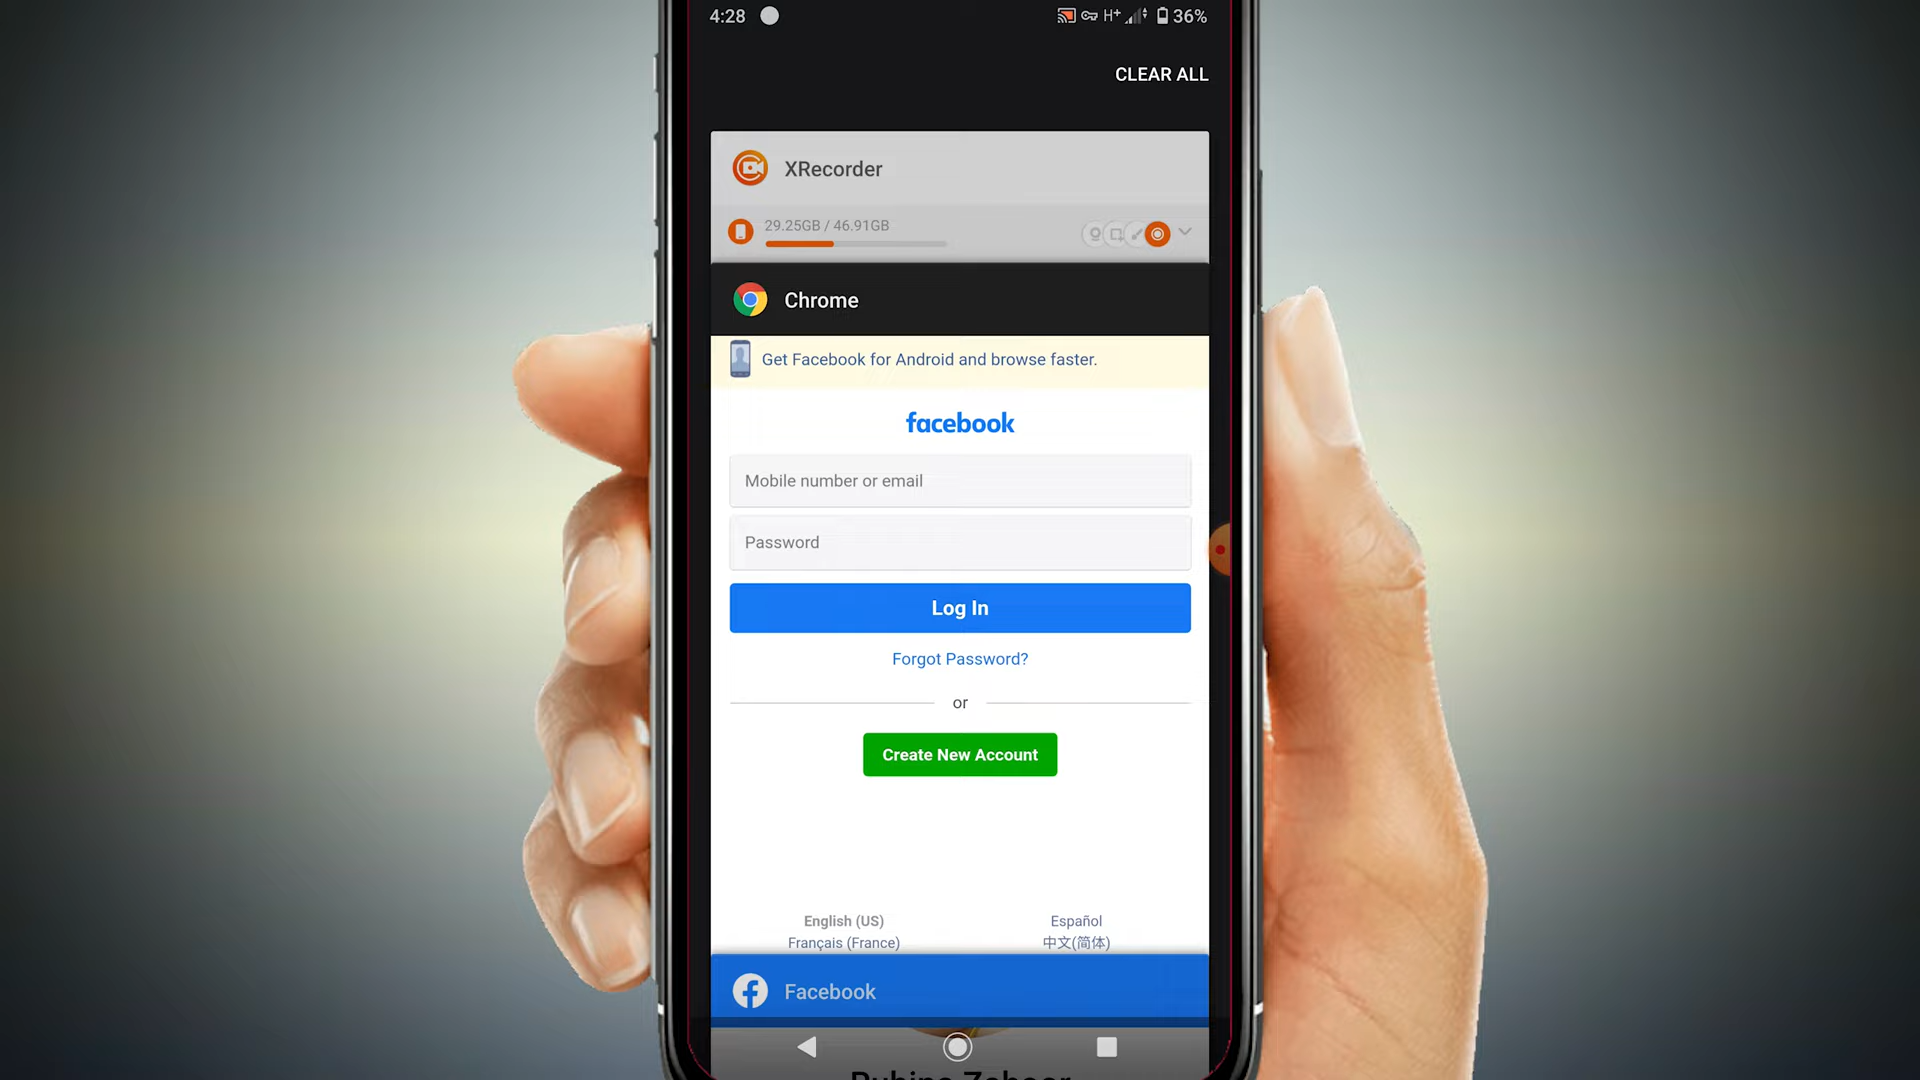 4:28 H+ 36%
CLEAR ALL
XRecorder
29.25GB / 46.91GB
Chrome
Get Facebook for Android and browse faster.
facebook
Mobile number or email
Password
Log In
Forgot Password?
or
Create New Account
English (US) Español
Français (France) 中文(简体)
Facebook